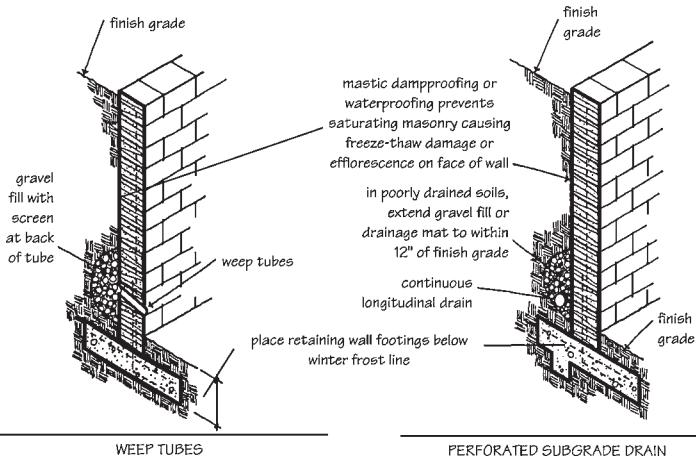 finish grade
finish
grade
mastic dampproofing or
waterproofing prevents
saturating masonry causing
freeze-thaw damage or
efflorescence on face of wall
gravel
fill with
screen
at back
of tube
in poorly drained soils,
extend gravel fill or
drainage mat to within
12" of finish grade
weep tubes
continuous
longitudinal drain
finish
grade
place retaining wall footings below
winter frost line
WEEP TUBES
PERFORATED SUBGRADE DRAIN